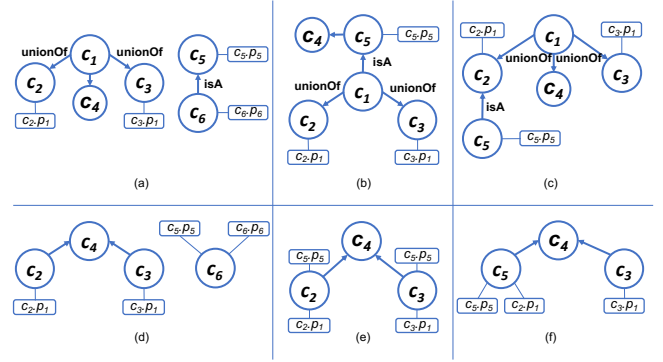 unionOf c1 unionOf
c2 c3 c4
c2.p1 c3.p1
c5 c5.p5
isA
c6 c6.p6
(a)
c4 c5 c5.p5
isA
unionOf c1 unionOf
c2 c3
c2.p1 c3.p1
(b)
c2.p1 c1 c3.p1
unionOf unionOf
c2 c4 c3
isA
c5 c5.p5
(c)
c4
c2 c3
c2.p1 c3.p1
c5.p5 c6.p6
c6
(d)
c4
c5.p5 c5.p5
c2 c3
c2.p1 c3.p1
(e)
c4
c5 c3
c5.p5 c2.p1 c3.p1
(f)